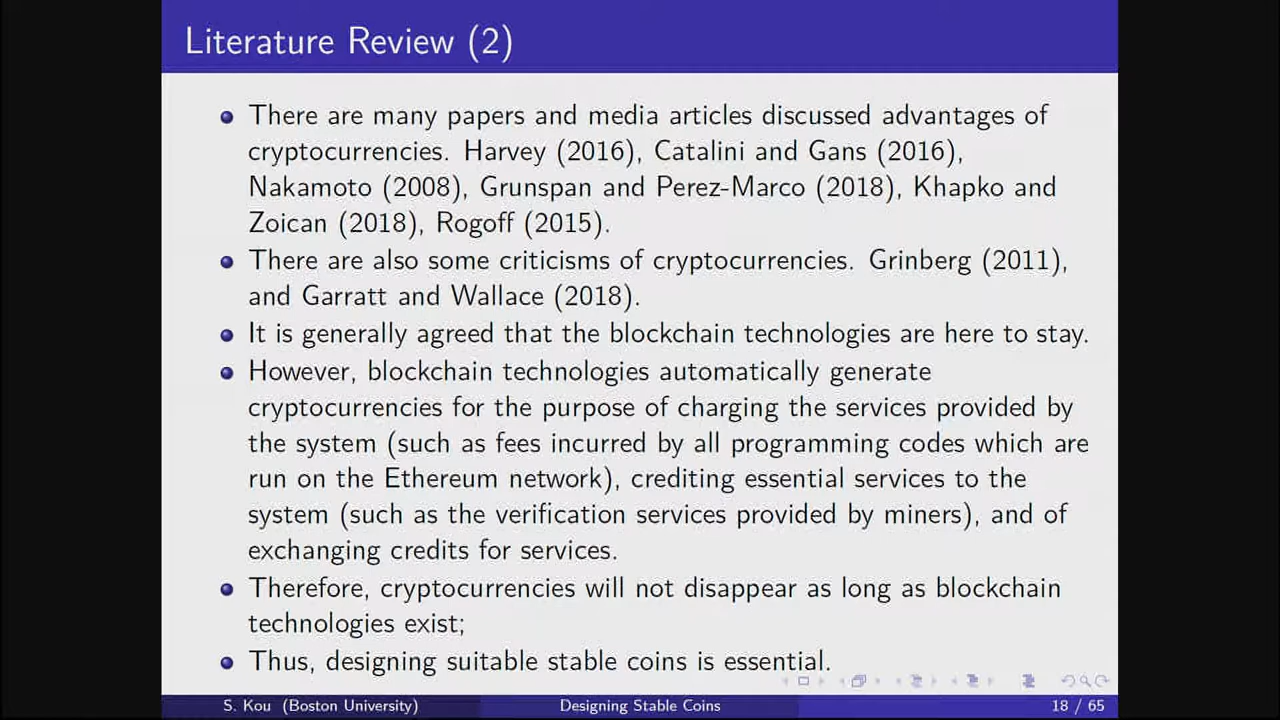 Literature Review (2)
There are many papers and media articles discussed advantages of
cryptocurrencies. Harvey (2016), Catalini and Gans (2016),
Nakamoto (2008), Grunspan and Perez-Marco (2018), Khapko and
Zoican (2018), Rogoff (2015).
There are also some criticisms of cryptocurrencies. Grinberg (2011),
and Garratt and Wallace (2018).
It is generally agreed that the blockchain technologies are here to stay.
However, blockchain technologies automatically generate
cryptocurrencies for the purpose of charging the services provided by
the system (such as fees incurred by all programming codes which are
run on the Ethereum network), crediting essential services to the
system (such as the verification services provided by miners), and of
exchanging credits for services.
Therefore, cryptocurrencies will not disappear as long as blockchain
technologies exist;
Thus, designing suitable stable coins is essential.
S. Kou (Boston University) Designing Stable Coins 18 / 65